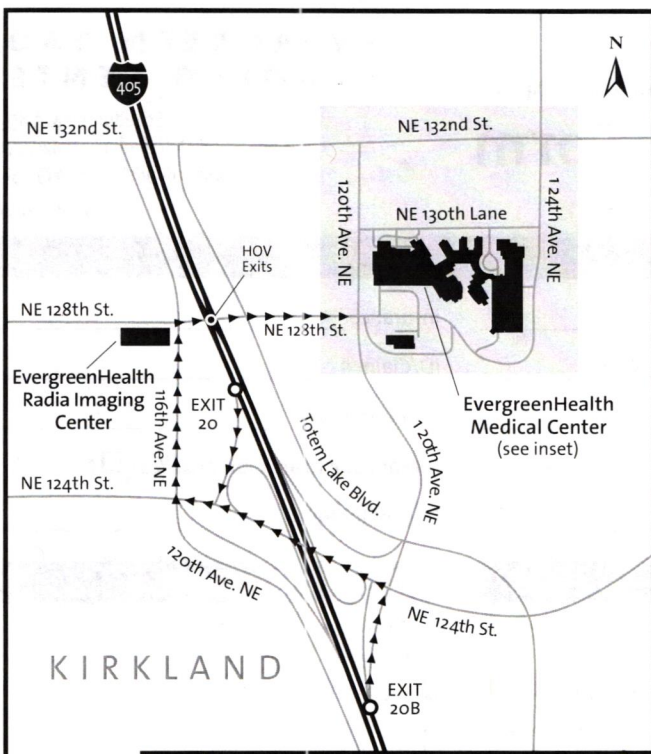 N
405
NE 132nd St.
NE 132nd St.
120th Ave. NE
124th Ave. NE
NE 130th Lane
HOV
Exits
NE 128th St.
NE 128th St.
EvergreenHealth
Radia Imaging
Center
116th Ave. NE
EXIT
20
Totem Lake Blvd.
120th Ave. NE
EvergreenHealth
Medical Center
(see inset)
NE 124th St.
120th Ave. NE
NE 124th St.
KIRKLAND
EXIT
20B